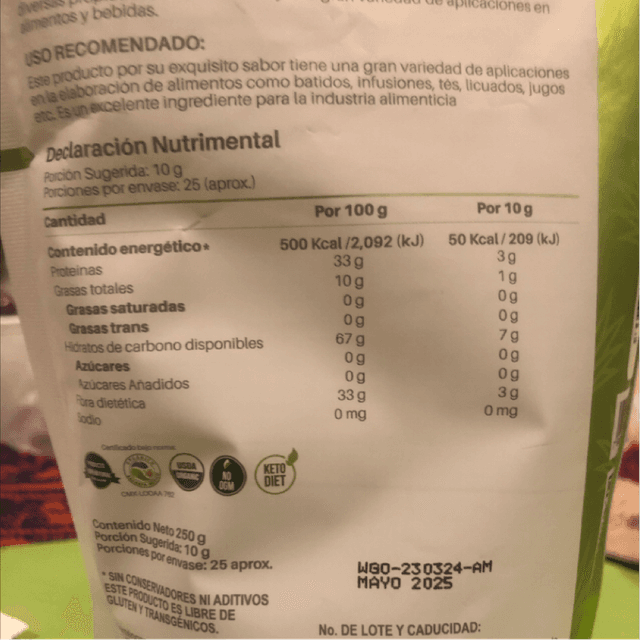 aplicaciones en
alimentos y bebidas.
USO RECOMENDADO:
Este producto por su exquisito sabor tiene una gran variedad de aplicaciones
en la elaboración de alimentos como batidos, infusiones, tés, licuados, jugos
etc. Es un excelente ingrediente para la industria alimenticia
Declaración Nutrimental
Porción Sugerida: 10 g
Porciones por envase: 25 (aprox.)
Cantidad Por 100 g Por 10 g
Contenido energético* 500 Kcal /2,092 (kJ) 50 Kcal / 209 (kJ)
Proteinas 33 g 3 g
Grasas totales 10 g 1 g
Grasas saturadas 0 g 0 g
Grasas trans 0 g 0 g
Hidratos de carbono disponibles 67 g 7 g
Azúcares 0 g 0 g
Azúcares Añadidos 0 g 0 g
Fibra dietética 33 g 3 g
Sodio 0 mg 0 mg
Certificado bajo
USDA
ORGANIC
NO
GSM
KETO
DIET
Contenido Neto 250 g
Porción Sugerida: 10 g
Porciones por envase: 25 aprox.
* SIN CONSERVADORES NI ADITIVOS
ESTE PRODUCTO ES LIBRE DE
GLUTEN Y TRANSGÉNICOS.
WGO-230324-AM
MAYO 2025
No. DE LOTE Y CADUCIDAD: